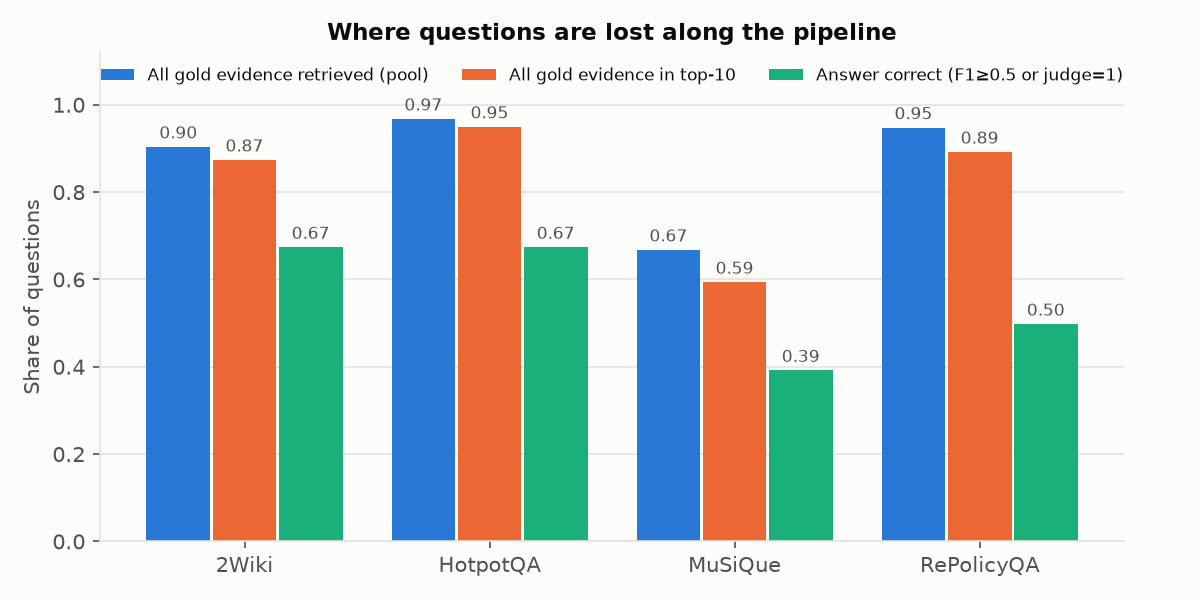 Where questions are lost along the pipeline
All gold evidence retrieved (pool) All gold evidence in top-10 Answer correct (F1≥0.5 or judge=1)
Share of questions
1.0
0.8
0.6
0.4
0.2
0.0
0.90 0.87 0.67
0.97 0.95 0.67
0.67 0.59 0.39
0.95 0.89 0.50
2Wiki HotpotQA MuSiQue RePolicyQA